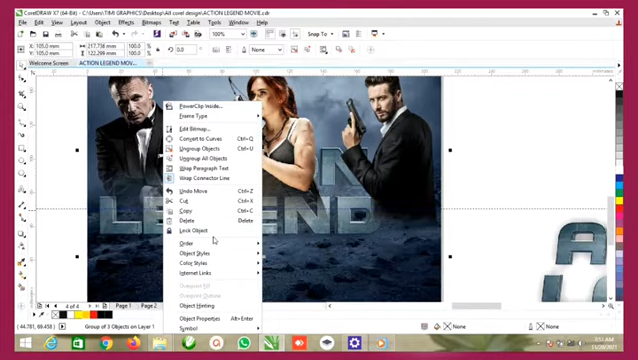 CorelDRAW X7 (64-Bit) - C:\Users\TIMI GRAPHICS\Desktop\All corel design\ACTION LEGEND MOVIE.cdr
File Edit View Layout Object Effects Bitmaps Text Table Tools Window Help
100% Snap To
X: 105.0 mm 217.758 mm 100.0 %
Y: 105.0 mm 122.299 mm 100.0 0.0 None
Welcome Screen ACTION LEGEND MOV...
PowerClip Inside...
Frame Type
Edit Bitmap...
Convert to Curves Ctrl+Q
Ungroup Objects Ctrl+U
Ungroup All Objects
Wrap Paragraph Text
Wrap Connector Line
Undo Move Ctrl+Z
Cut Ctrl+X
Copy Ctrl+C
Delete Delete
Lock Object
Order
Object Styles
Color Styles
Internet Links
Overprint Fill
Overprint Outline
Object Hinting
Object Properties Alt+Enter
Symbol
4 of 4 Page 1 Page 2
(44.781, 69.458) Group of 3 Objects on Layer 1 None None
11/20/2021